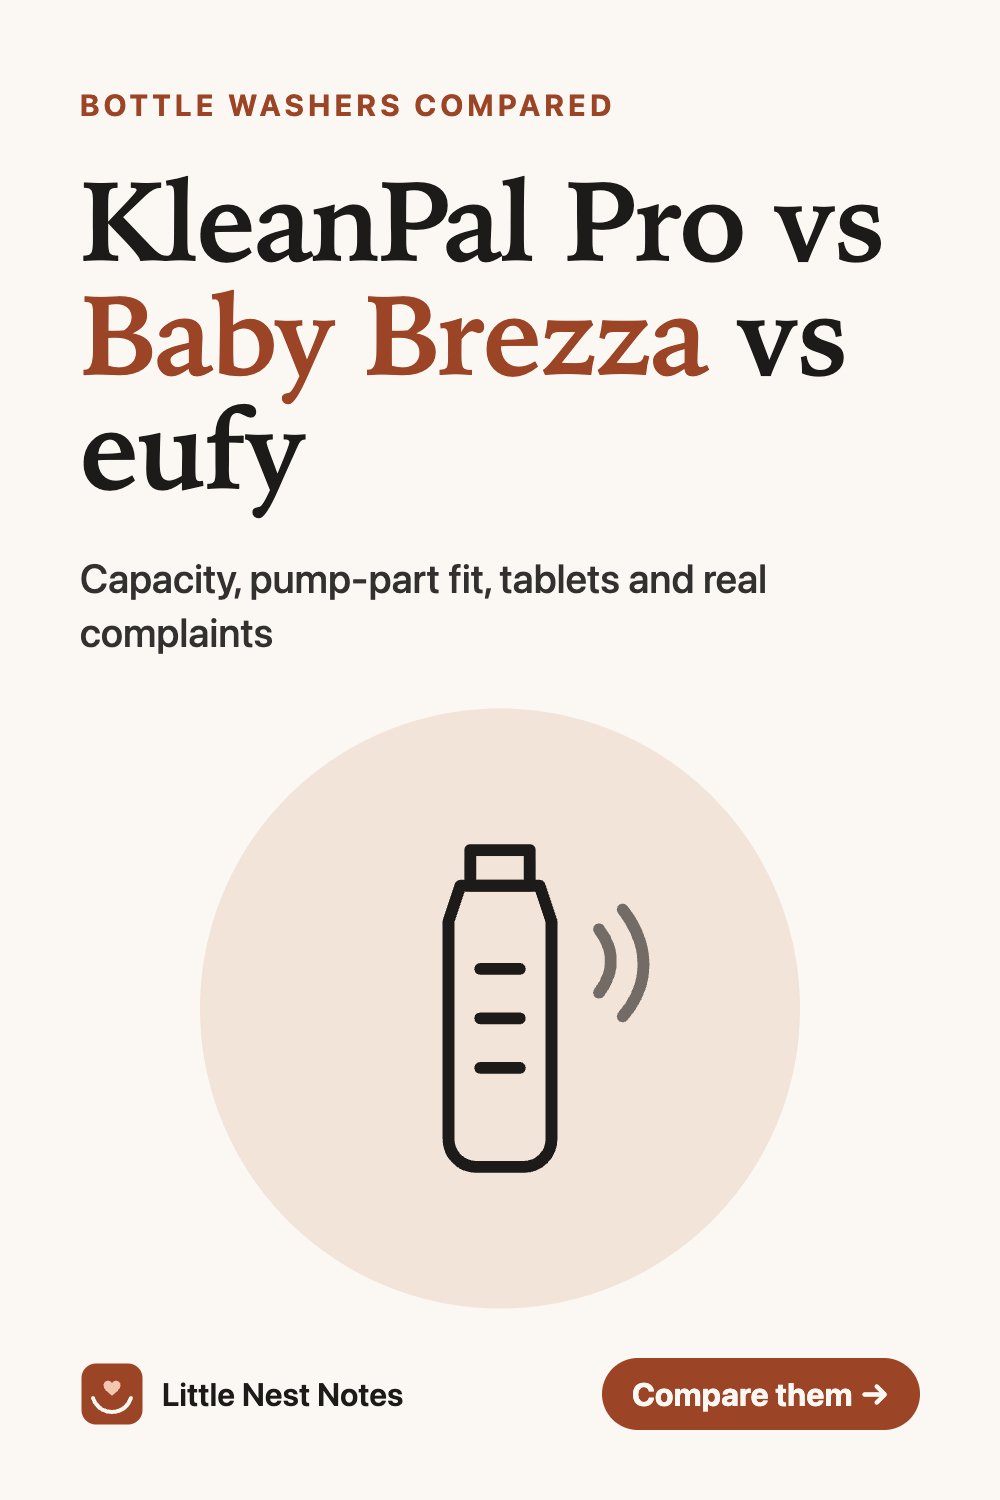 BOTTLE WASHERS COMPARED
KleanPal Pro vs
Baby Brezza vs
eufy
Capacity, pump-part fit, tablets and real
complaints
Little Nest Notes
Compare them →